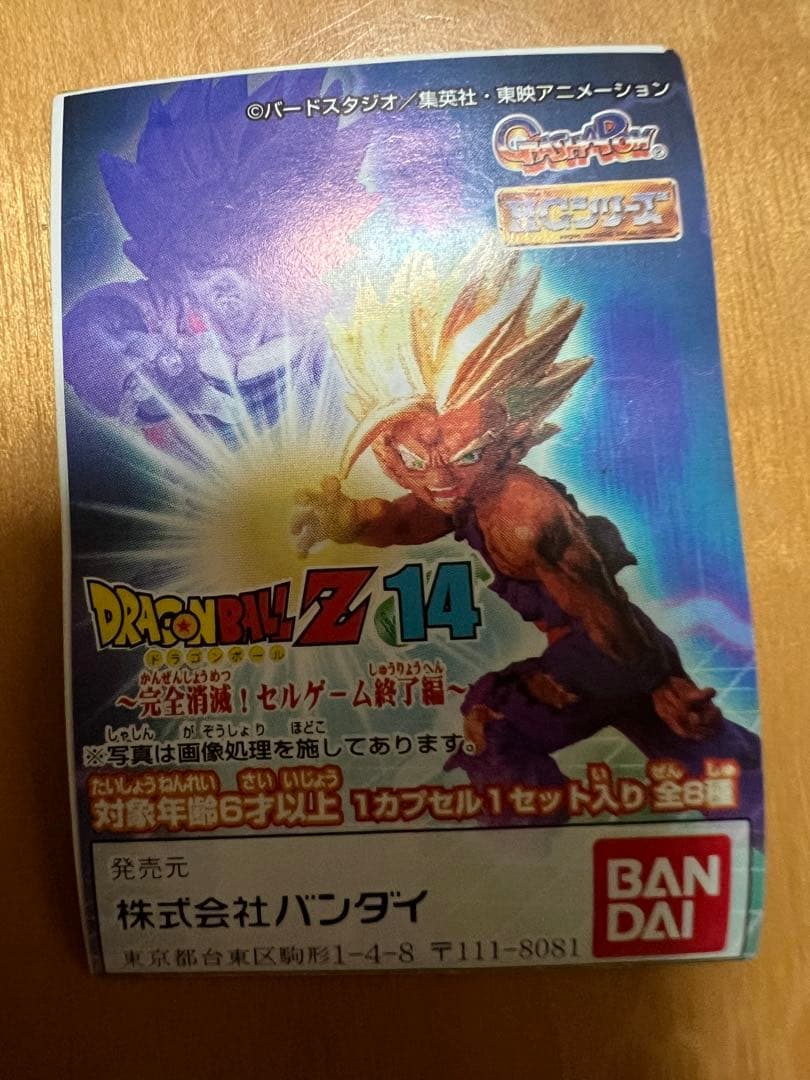 ©バードスタジオ／集英社・東映アニメーション
GASHAPON®
HGシリーズ
DRAGONBALL Z 14
ドラゴンボール
かんぜんしょうめつ しゅうりょうへん
～完全消滅！セルゲーム終了編～
しゃしん がぞうしょり ほどこ
※写真は画像処理を施してあります。
たいしょうねんれい さいいじょう い ぜん しゅ
対象年齢6才以上 1カプセル1セット入り 全8種
発売元
株式会社バンダイ
東京都台東区駒形1-4-8 〒111-8081
BAN
DAI